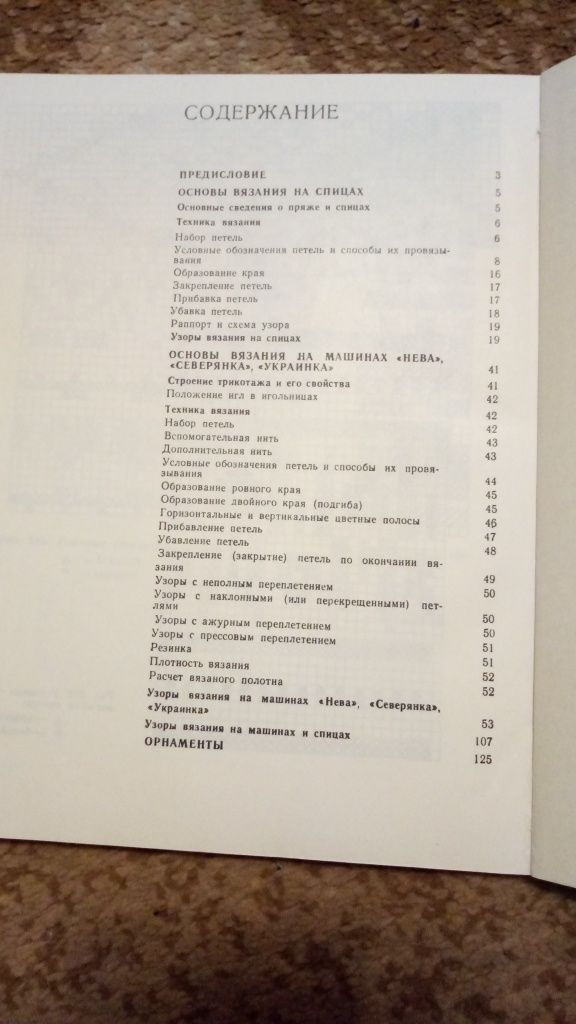 СОДЕРЖАНИЕ
ПРЕДИСЛОВИЕ 3
ОСНОВЫ ВЯЗАНИЯ НА СПИЦАХ 5
Основные сведения о пряже и спицах 5
Техника вязания 6
Набор петель 6
Условные обозначения петель и способы их провязы-
вания 8
Образование края 16
Закрепление петель 17
Прибавка петель 17
Убавка петель 18
Раппорт и схема узора 19
Узоры вязания на спицах 19
ОСНОВЫ ВЯЗАНИЯ НА МАШИНАХ «НЕВА»,
«СЕВЕРЯНКА», «УКРАИНКА» 41
Строение трикотажа и его свойства 41
Положение игл в игольницах 42
Техника вязания 42
Набор петель 42
Вспомогательная нить 43
Дополнительная нить 43
Условные обозначения петель и способы их провя-
зывания 44
Образование ровного края 45
Образование двойного края (подгиба) 45
Горизонтальные и вертикальные цветные полосы 46
Прибавление петель 47
Убавление петель 48
Закрепление (закрытие) петель по окончании вя-
зания 49
Узоры с неполным переплетением 50
Узоры с наклонными (или перекрещенными) пет-
лями 50
Узоры с ажурным переплетением 50
Узоры с прессовым переплетением 51
Резинка 51
Плотность вязания 52
Расчет вязаного полотна 52
Узоры вязания на машинах «Нева», «Северянка»,
«Украинка» 53
Узоры вязания на машинах и спицах 107
ОРНАМЕНТЫ 125